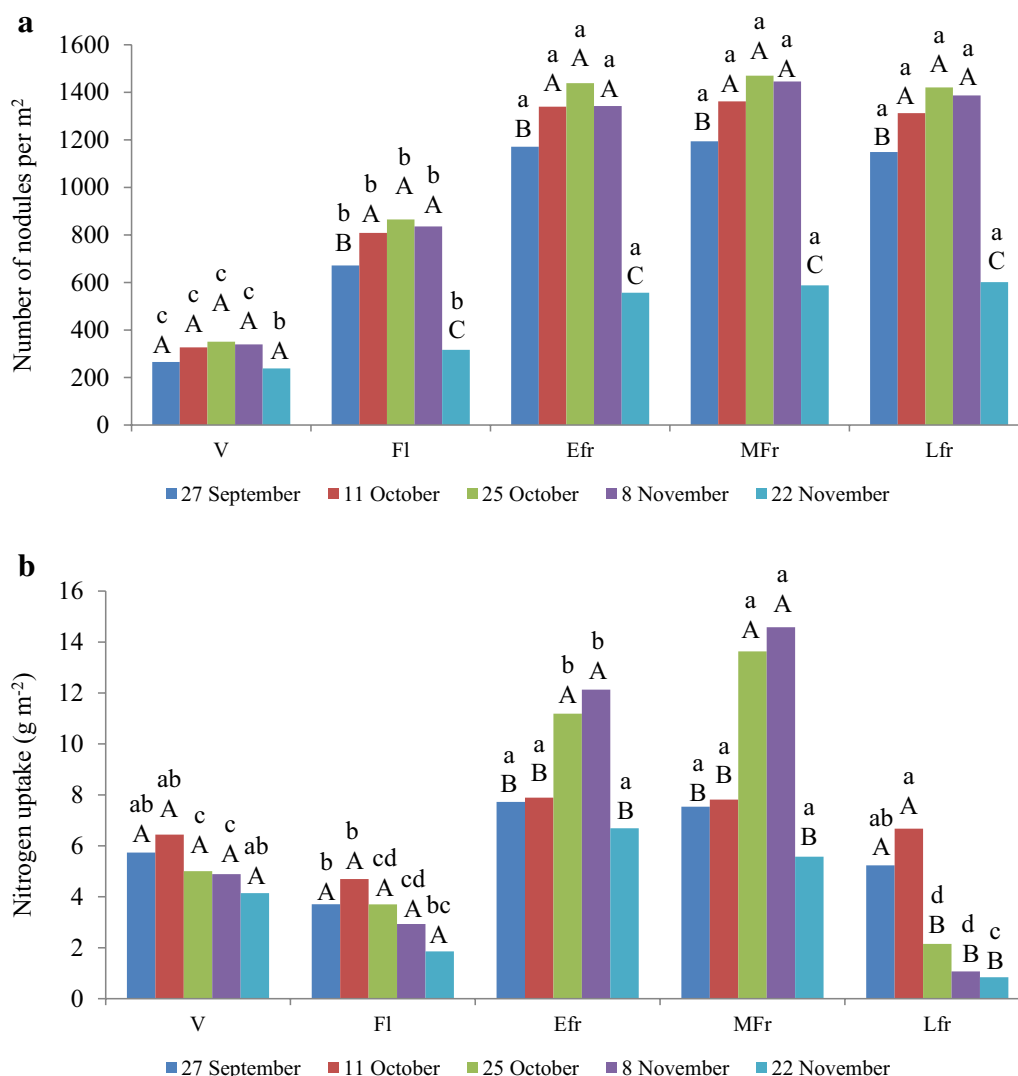 a
Number of nodules per m²
1600
1400
1200
1000
800
600
400
200
0
c c c c b
A A A A A
b b b b b
B A A A C
a a a a a
B A A A C
a a a a a
B A A A C
a a a a a
B A A A C
V Fl Efr MFr Lfr
27 September 11 October 25 October 8 November 22 November
b
Nitrogen uptake (g m⁻²)
16
14
12
10
8
6
4
2
0
ab ab c c ab
A A A A A
b b cd cd bc
A A A A A
a a b b a
B B A A B
a a a a a
B B A A B
ab a d d c
A A B B B
V Fl Efr MFr Lfr
27 September 11 October 25 October 8 November 22 November